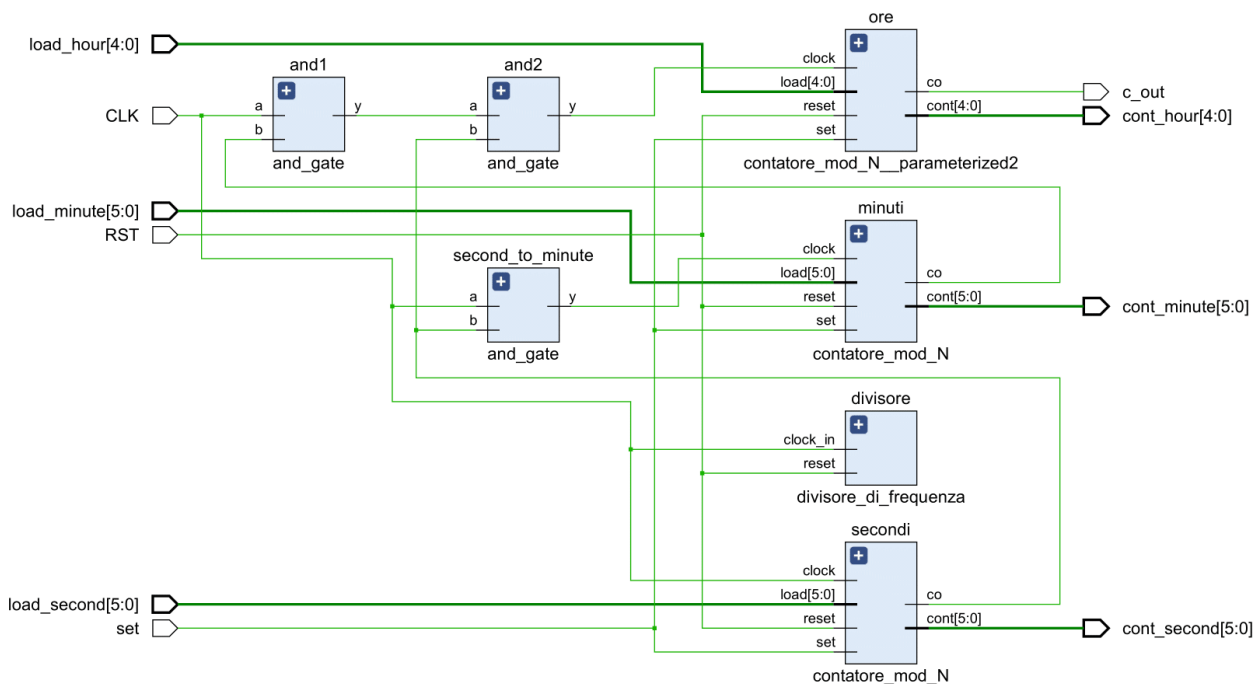 ore
load_hour[4:0]
clock
and1
and2
load[4:0]
co
c_out
CLK
a
y
a
y
reset
cont[4:0]
cont_hour[4:0]
b
b
set
and_gate
and_gate
contatore_mod_N__parameterized2
load_minute[5:0]
minuti
RST
second_to_minute
clock
load[5:0]
co
a
y
reset
cont[5:0]
cont_minute[5:0]
b
set
and_gate
contatore_mod_N
divisore
clock_in
reset
divisore_di_frequenza
secondi
clock
load_second[5:0]
load[5:0]
co
set
reset
cont[5:0]
cont_second[5:0]
set
contatore_mod_N